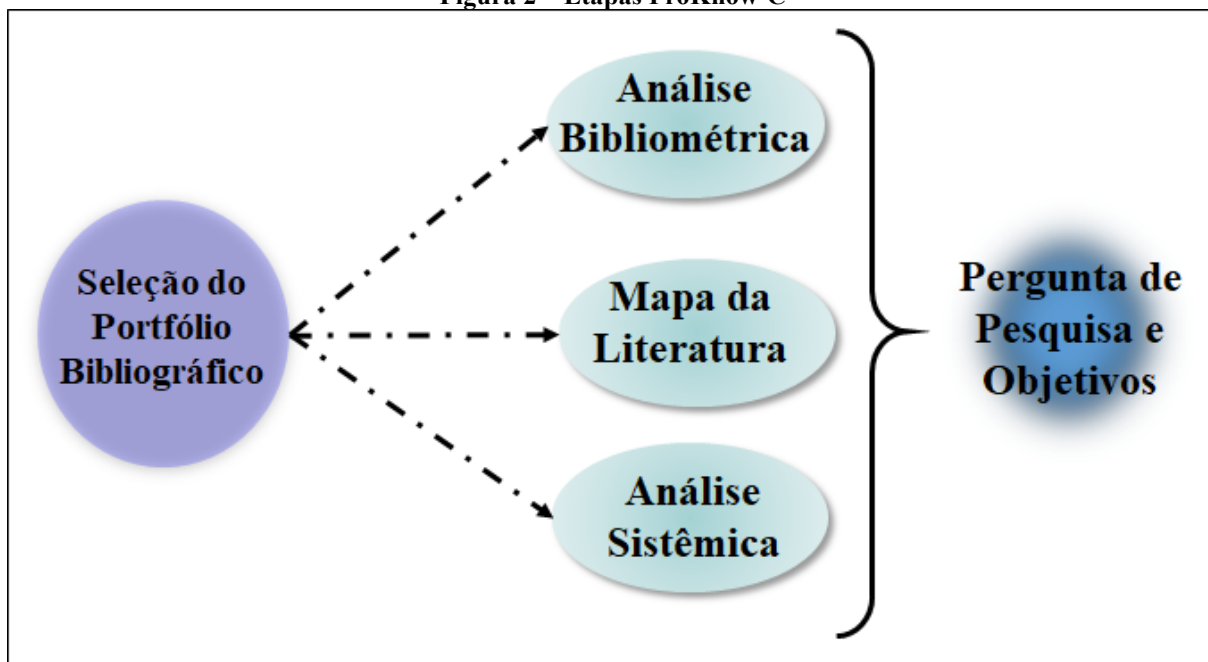 Figura 2 – Etapas ProKnow-C
Seleção do
Portfólio
Bibliográfico
Análise
Bibliométrica
Mapa da
Literatura
Análise
Sistêmica
Pergunta de
Pesquisa e
Objetivos